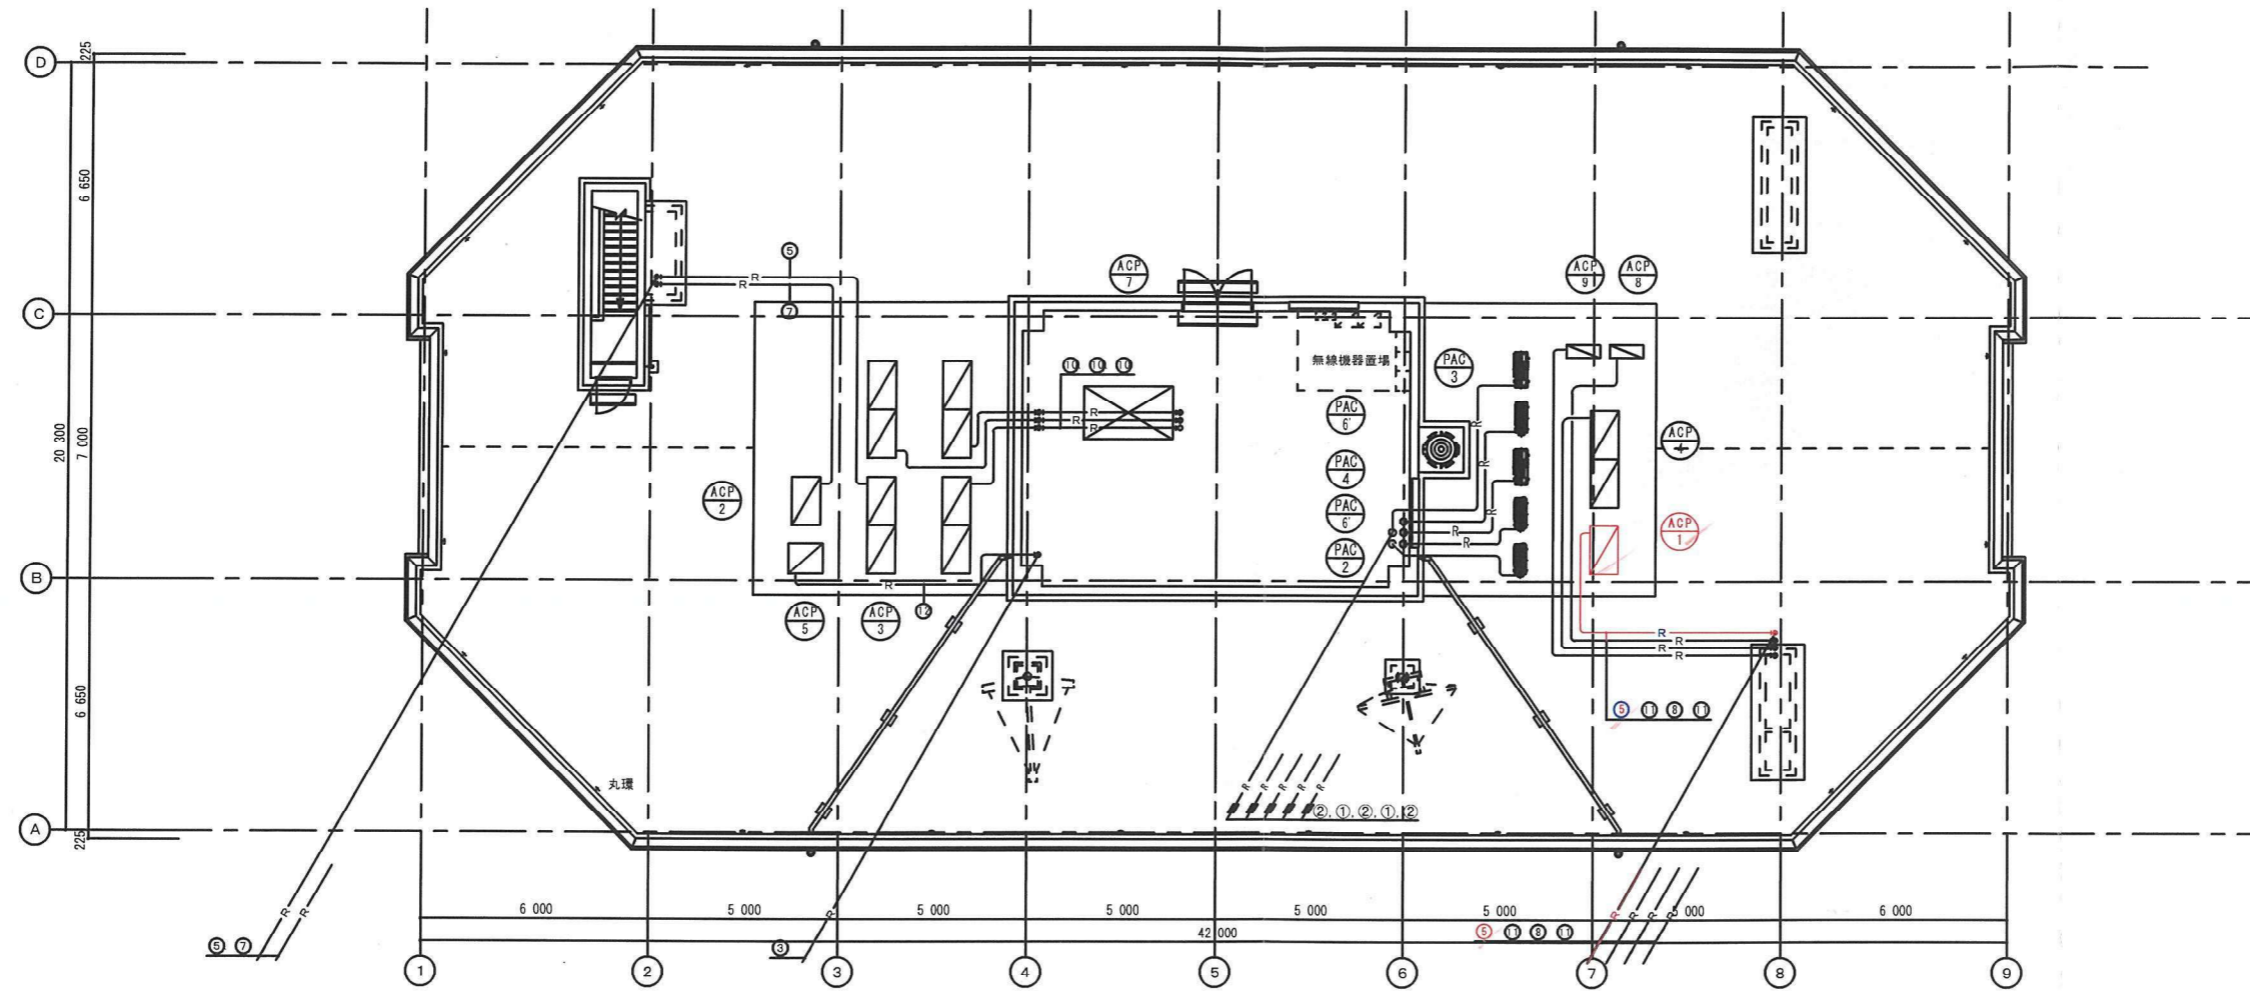 D
225
6 650
C
20 300
7 000
B
6 650
A
225
5
R
R
7
ACP
7
ACP
9
ACP
8
無線機器置場
PAC
3
10 10 10
R
R
R
PAC
6'
PAC
4
PAC
6'
PAC
2
R
R
R
R
ACP
4
ACP
1
ACP
2
R
12
ACP
5
ACP
3
R
R
R
R
5 11 8 11
丸環
R R R R R
②, ①, ②, ①, ②
6 000
5 000
5 000
5 000
5 000
5 000
5 000
6 000
42 000
R R
5 7
R
3
R R R R
5 11 8 11
1
2
3
4
5
6
7
8
9